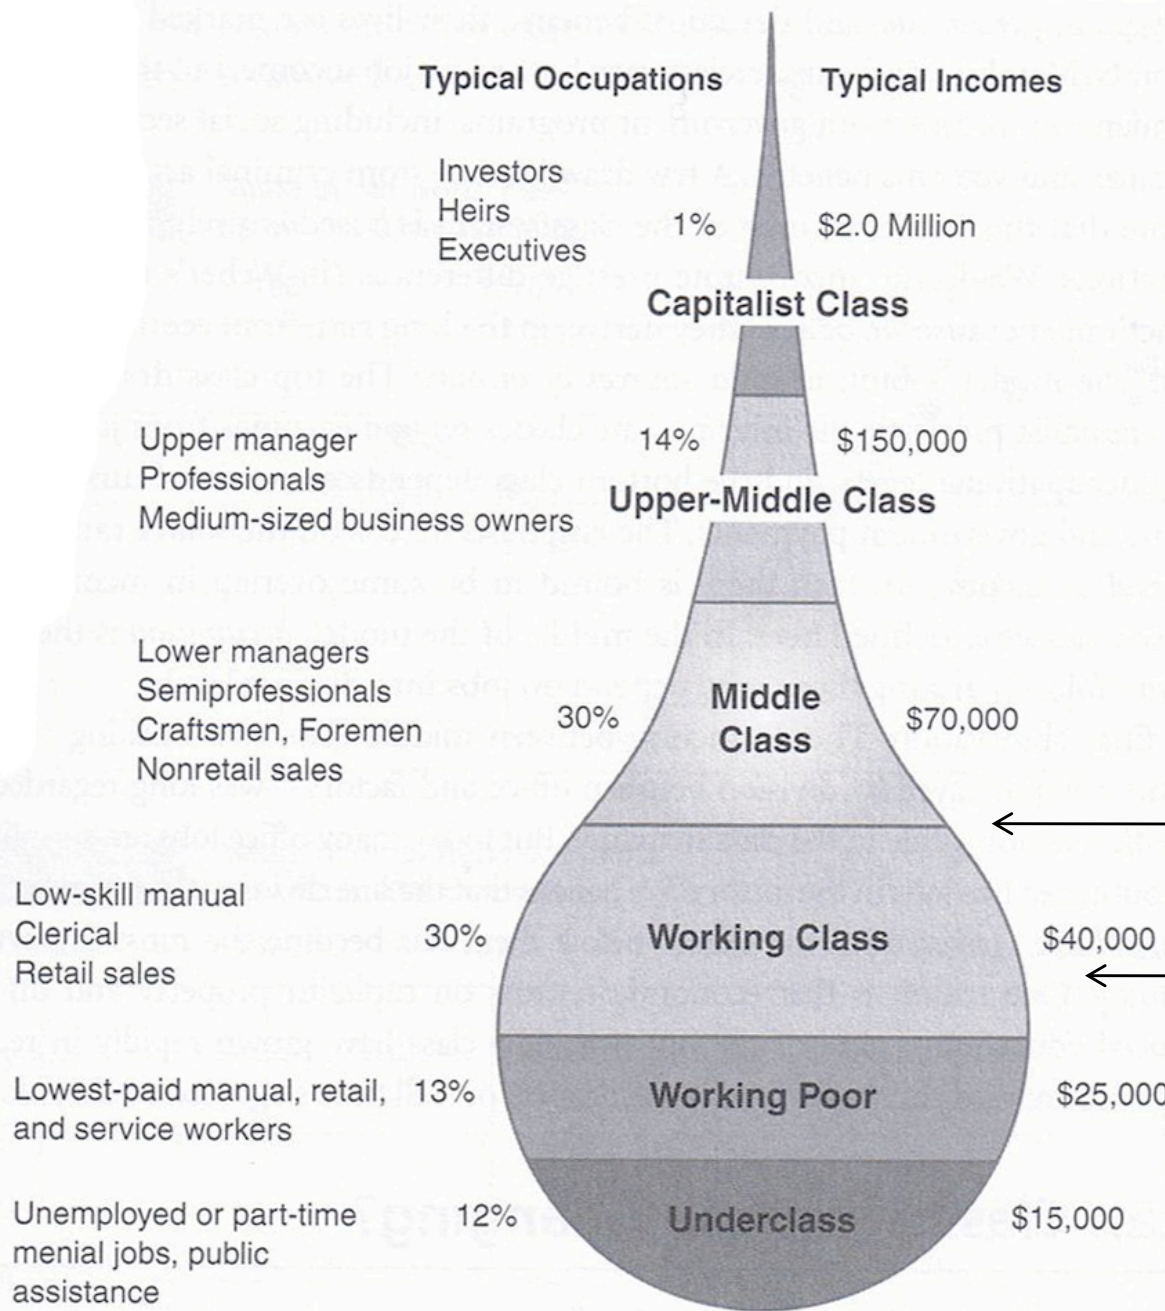 Typical Occupations
Typical Incomes
Investors
Heirs
Executives
1%
$2.0 Million
Capitalist Class
Upper manager
Professionals
Medium-sized business owners
14%
$150,000
Upper-Middle Class
Lower managers
Semiprofessionals
Craftsmen, Foremen
Nonretail sales
30%
Middle
Class
$70,000
Low-skill manual
Clerical
Retail sales
30%
Working Class
$40,000
Lowest-paid manual, retail,
and service workers
13%
Working Poor
$25,000
Unemployed or part-time
menial jobs, public
assistance
12%
Underclass
$15,000